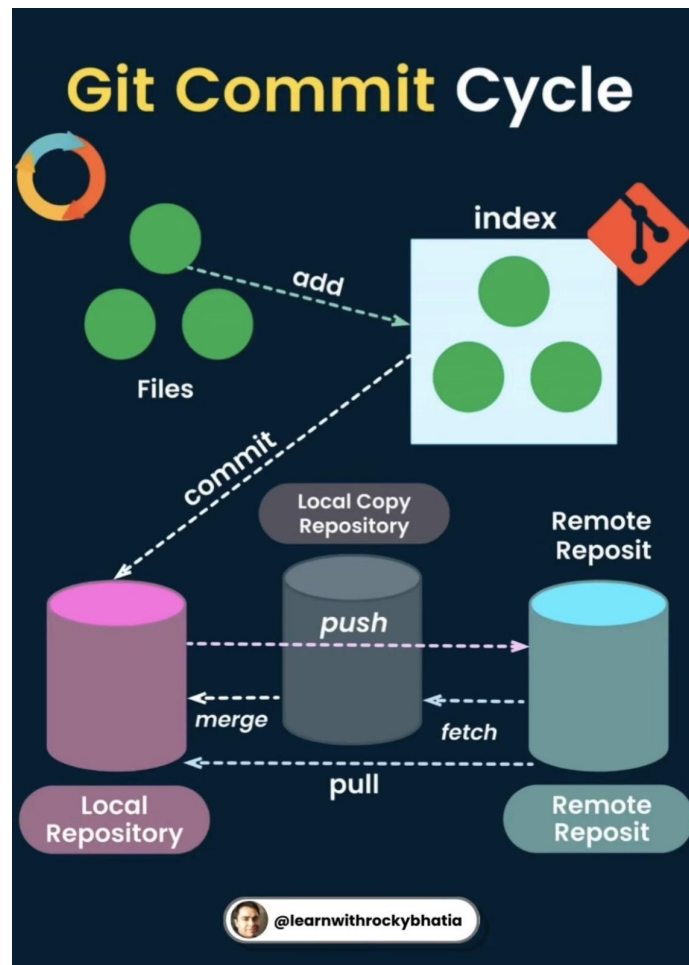 Git Commit Cycle
index
add
Files
commit
Local Copy
Repository
Remote
Reposit
push
merge
fetch
pull
Local
Repository
Remote
Reposit
@learnwithrockybhatia